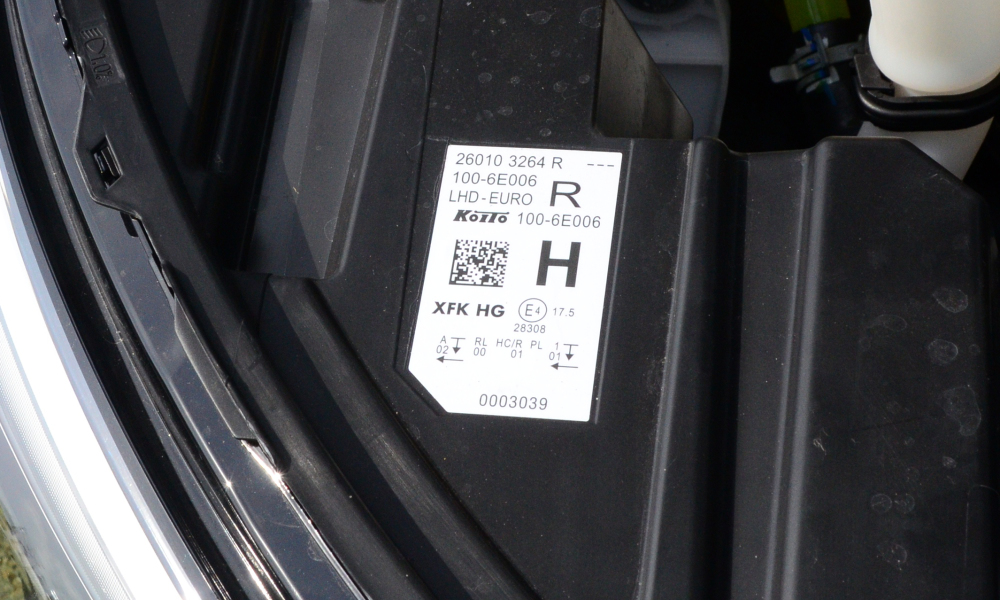 26010 3264 R ---
100-6E006
LHD-EURO R
KOITO 100-6E006
H
XFK HG E4 17.5
28308
A RL HC/R PL 1
02 00 01 01
0003039